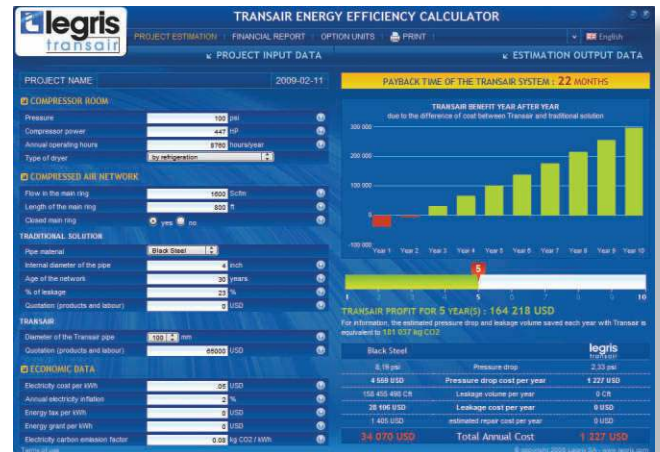 legris
transair
TRANSAIR ENERGY EFFICIENCY CALCULATOR
PROJECT ESTIMATION FINANCIAL REPORT OPTION UNITS PRINT English
PROJECT INPUT DATA
ESTIMATION OUTPUT DATA
PROJECT NAME 2009-02-11
COMPRESSOR ROOM
Pressure 100 psi
Compressor power 447 HP
Annual operating hours 8760 hours/year
Type of dryer by refrigeration
COMPRESSED AIR NETWORK
Flow in the main ring 1600 Scfm
Length of the main ring 800 ft
Closed main ring yes no
TRADITIONAL SOLUTION
Pipe material Black Steel
Internal diameter of the pipe 4 inch
Age of the network 30 years
% of leakage 23 %
Quotation (products and labour) 0 USD
TRANSAIR
Diameter of the Transair pipe 100 mm
Quotation (products and labour) 65000 USD
ECONOMIC DATA
Electricity cost per kWh .05 USD
Annual electricity inflation 2 %
Energy tax per kWh 0 USD
Energy grant per kWh 0 USD
Electricity carbon emission factor 0.09 kg CO2 / kWh
Terms of use
PAYBACK TIME OF THE TRANSAIR SYSTEM : 22 MONTHS
TRANSAIR BENEFIT YEAR AFTER YEAR
due to the difference of cost between Transair and traditional solution
300 000
200 000
100 000
0
-100 000
Year 1 Year 2 Year 3 Year 4 Year 5 Year 6 Year 7 Year 8 Year 9 Year 10
5
1 5 10
TRANSAIR PROFIT FOR 5 YEAR(S) : 164 218 USD
For information, the estimated pressure drop and leakage volume saved each year with Transair is
equivalent to 181 037 kg CO2
Black Steel legris transair
8,19 psi Pressure drop 2,33 psi
4 559 USD Pressure drop cost per year 1 227 USD
158 455 498 Cft Leakage volume per year 0 Cft
28 106 USD Leakage cost per year 0 USD
1 405 USD estimated repair cost per year 0 USD
34 070 USD Total Annual Cost 1 227 USD